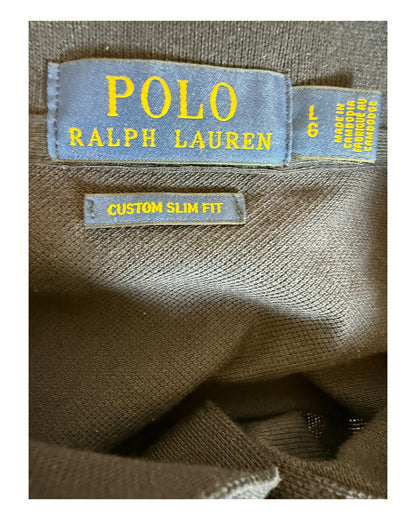 POLO
RALPH LAUREN
L
G
MADE IN
CAMBODIA
FABRIQUÉ AU
CAMBODGE
CUSTOM SLIM FIT